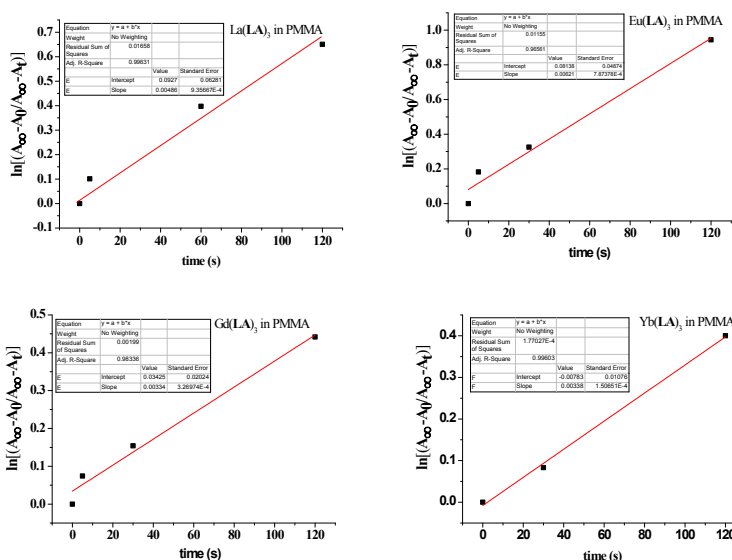 La(LA)3 in PMMA
Equation y = a + b*x
Weight No Weighting
Residual Sum of Squares 0.01658
Adj. R-Square 0.99631
Value Standard Error
E Intercept 0.0927 0.06281
E Slope 0.00486 9.35667E-4
ln[(A∞-A0/A∞-At)]
0.7
0.6
0.5
0.4
0.3
0.2
0.1
0.0
-0.1
0 20 40 60 80 100 120
time (s)
Eu(LA)3 in PMMA
Equation y = a + b*x
Weight No Weighting
Residual Sum of Squares 0.01155
Adj. R-Square 0.96561
Value Standard Error
E Intercept 0.08138 0.04874
E Slope 0.00621 7.87378E-4
ln[(A∞-A0/A∞-At)]
1.0
0.8
0.6
0.4
0.2
0.0
0 20 40 60 80 100 120
time (s)
Gd(LA)3 in PMMA
Equation y = a + b*x
Weight No Weighting
Residual Sum of Squares 0.00199
Adj. R-Square 0.98336
Value Standard Error
E Intercept 0.03425 0.02024
E Slope 0.00334 3.26974E-4
ln[(A∞-A0/A∞-At)]
0.5
0.4
0.3
0.2
0.1
0.0
0 20 40 60 80 100 120
time (s)
Yb(LA)3 in PMMA
Equation y = a + b*x
Weight No Weighting
Residual Sum of Squares 1.77027E-4
Adj. R-Square 0.99603
Value Standard Error
F Intercept -0.00783 0.01076
F Slope 0.00338 1.50651E-4
ln[(A∞-A0/A∞-At)]
0.4
0.3
0.2
0.1
0.0
0 20 40 60 80 100 120
time (s)